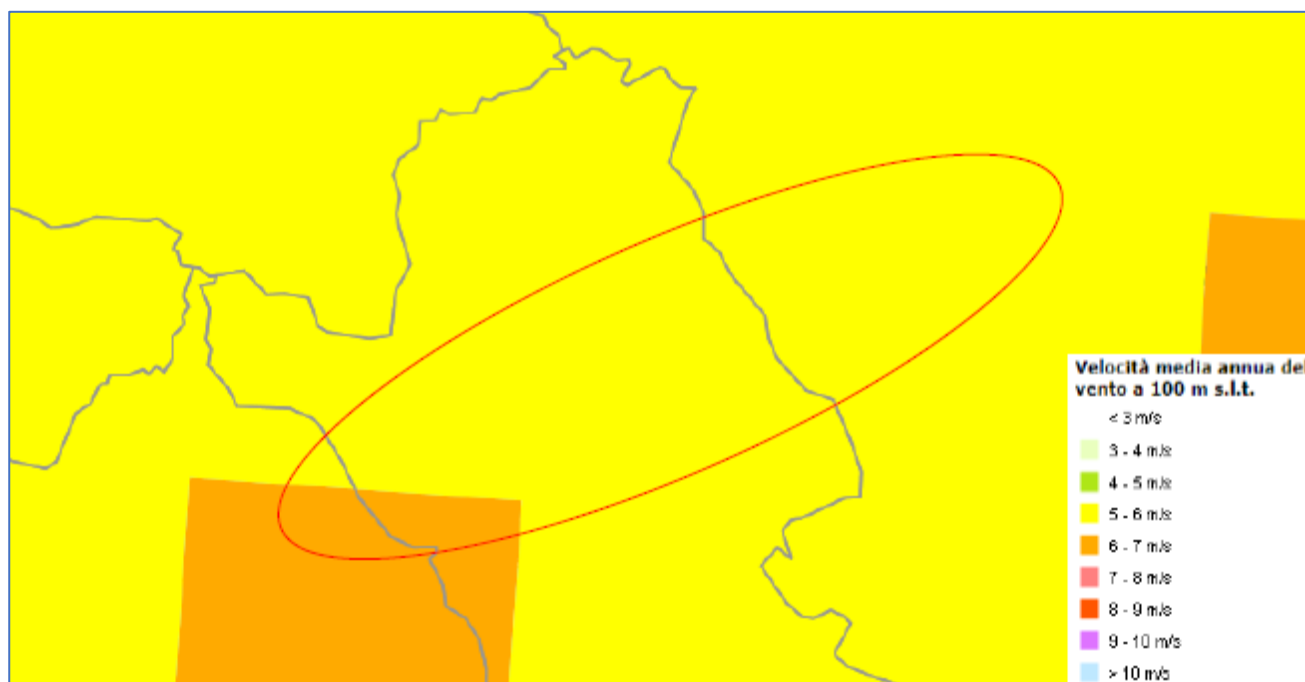 Velocità media annua del
vento a 100 m s.l.t.
< 3 m/s
3 - 4 m/s
4 - 5 m/s
5 - 6 m/s
6 - 7 m/s
7 - 8 m/s
8 - 9 m/s
9 - 10 m/s
> 10 m/s